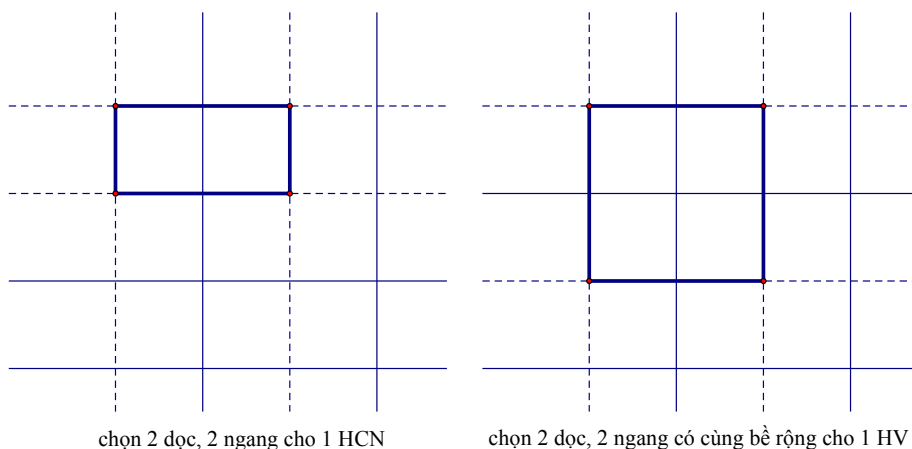 chọn 2 dọc, 2 ngang cho 1 HCN
chọn 2 dọc, 2 ngang có cùng bề rộng cho 1 HV